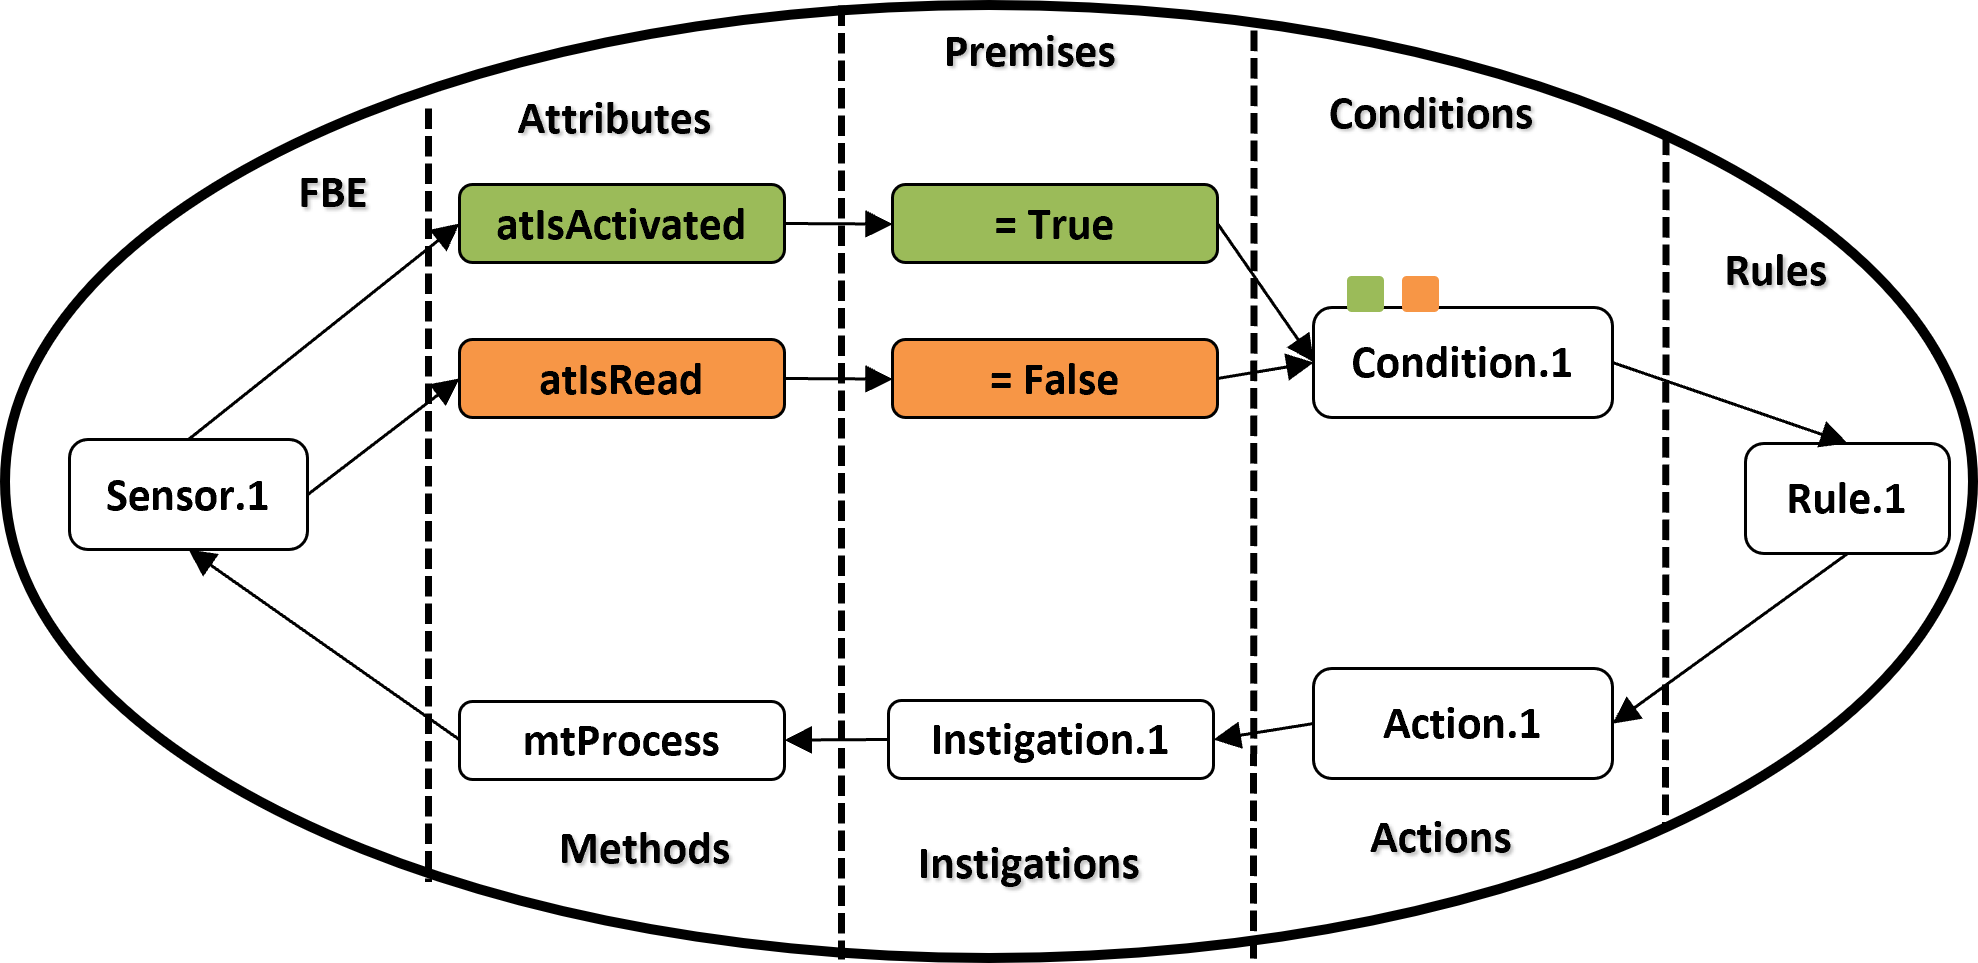 Premises
Attributes
Conditions
FBE
atIsActivated
= True
Rules
atIsRead
= False
Condition.1
Sensor.1
Rule.1
mtProcess
Instigation.1
Action.1
Methods
Instigations
Actions